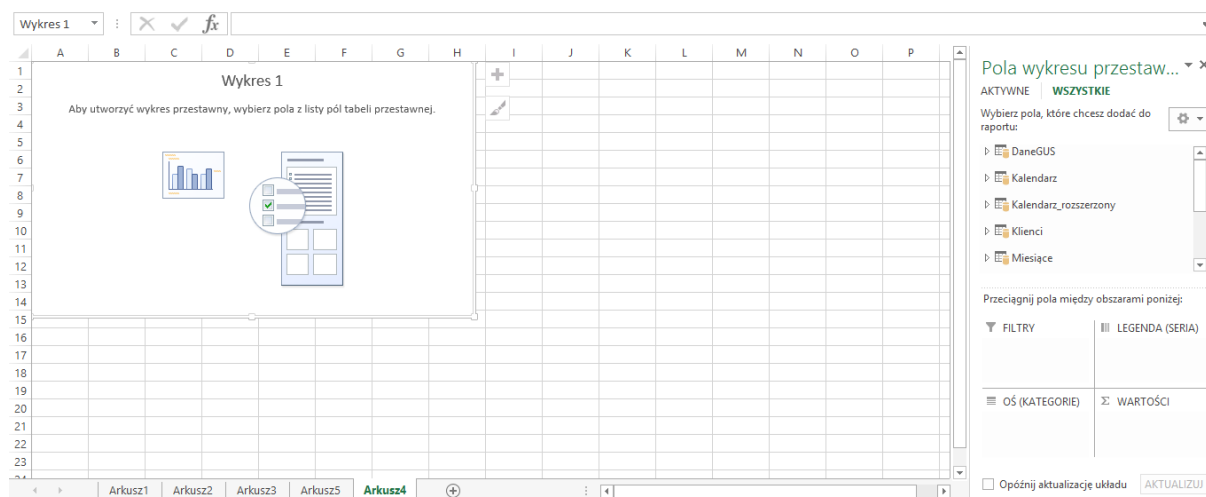 Wykres 1
fx
A B C D E F G H I J K L M N O P
1
2
3
4
5
6
7
8
9
10
11
12
13
14
15
16
17
18
19
20
21
22
23
24
Wykres 1
Aby utworzyć wykres przestawny, wybierz pola z listy pól tabeli przestawnej.
Pola wykresu przestaw...
AKTYWNE WSZYSTKIE
Wybierz pola, które chcesz dodać do
raportu:
DaneGUS
Kalendarz
Kalendarz_rozszerzony
Klienci
Miesiące
Przeciągnij pola między obszarami poniżej:
FILTRY LEGENDA (SERIA)
OŚ (KATEGORIE) Σ WARTOŚCI
Opóźnij aktualizację układu AKTUALIZUJ
Arkusz1 Arkusz2 Arkusz3 Arkusz5 Arkusz4